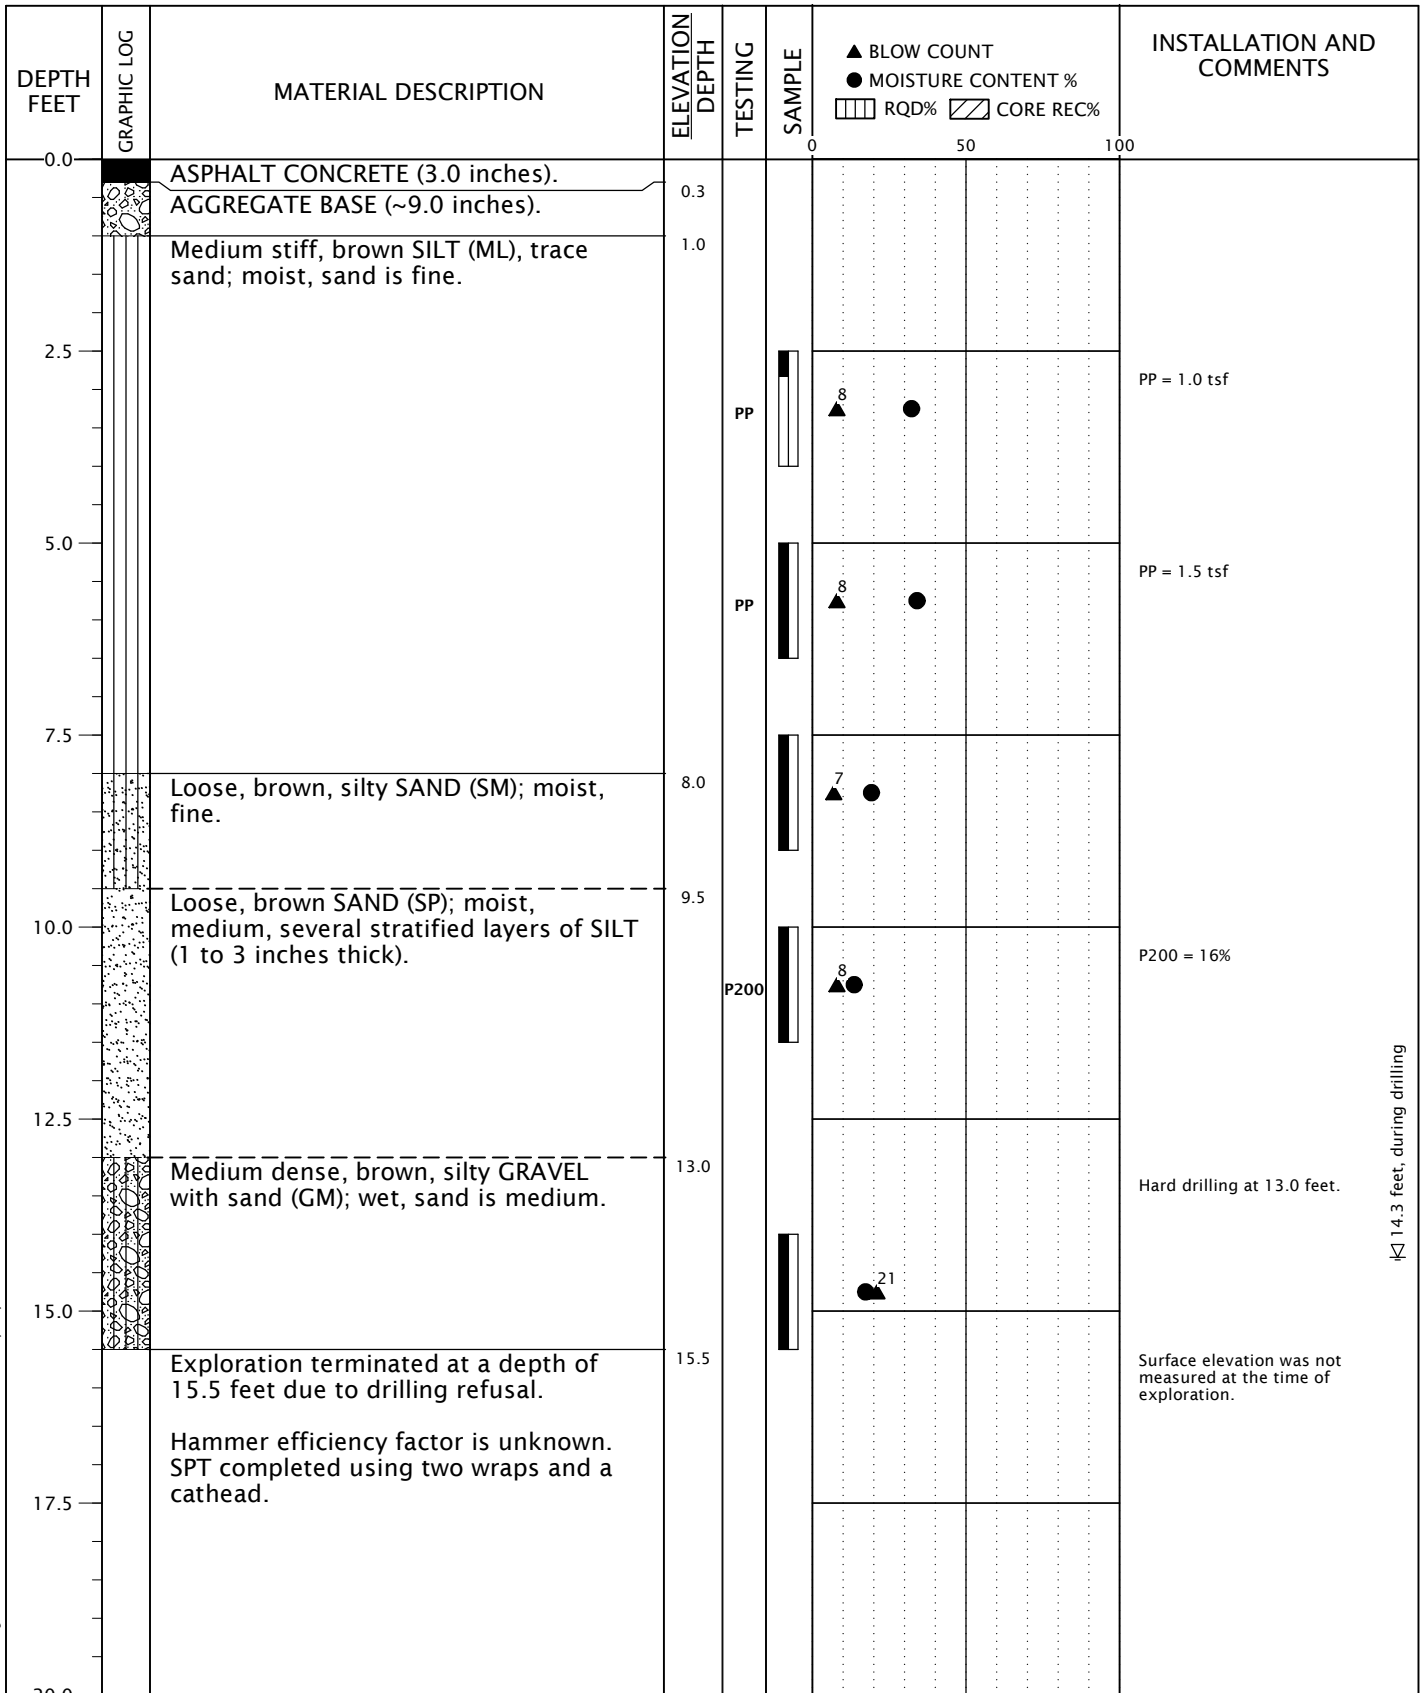 DEPTH
FEET
GRAPHIC LOG
MATERIAL DESCRIPTION
ELEVATION
DEPTH
TESTING
SAMPLE
▲ BLOW COUNT
● MOISTURE CONTENT %
RQD% CORE REC%
0 50 100
INSTALLATION AND
COMMENTS
0.0
ASPHALT CONCRETE (3.0 inches).
0.3
AGGREGATE BASE (~9.0 inches).
1.0
Medium stiff, brown SILT (ML), trace
sand; moist, sand is fine.
2.5
PP = 1.0 tsf
8
PP
5.0
PP = 1.5 tsf
8
PP
7.5
7
8.0
Loose, brown, silty SAND (SM); moist,
fine.
9.5
Loose, brown SAND (SP); moist,
medium, several stratified layers of SILT
(1 to 3 inches thick).
10.0
P200 = 16%
8
P200
12.5
13.0
Medium dense, brown, silty GRAVEL
with sand (GM); wet, sand is medium.
Hard drilling at 13.0 feet.
14.3 feet, during drilling
21
15.0
15.5
Exploration terminated at a depth of
15.5 feet due to drilling refusal.
Surface elevation was not
measured at the time of
exploration.
Hammer efficiency factor is unknown.
SPT completed using two wraps and a
cathead.
17.5
20.0